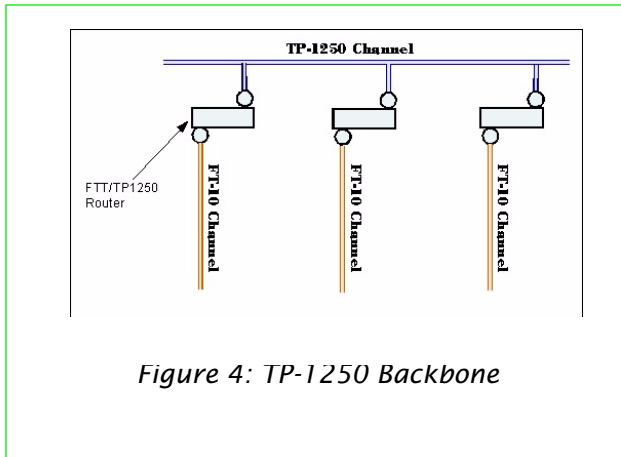 TP-1250 Channel
FTT/TP1250
Router
FT-10 Channel
FT-10 Channel
FT-10 Channel
Figure 4: TP-1250 Backbone